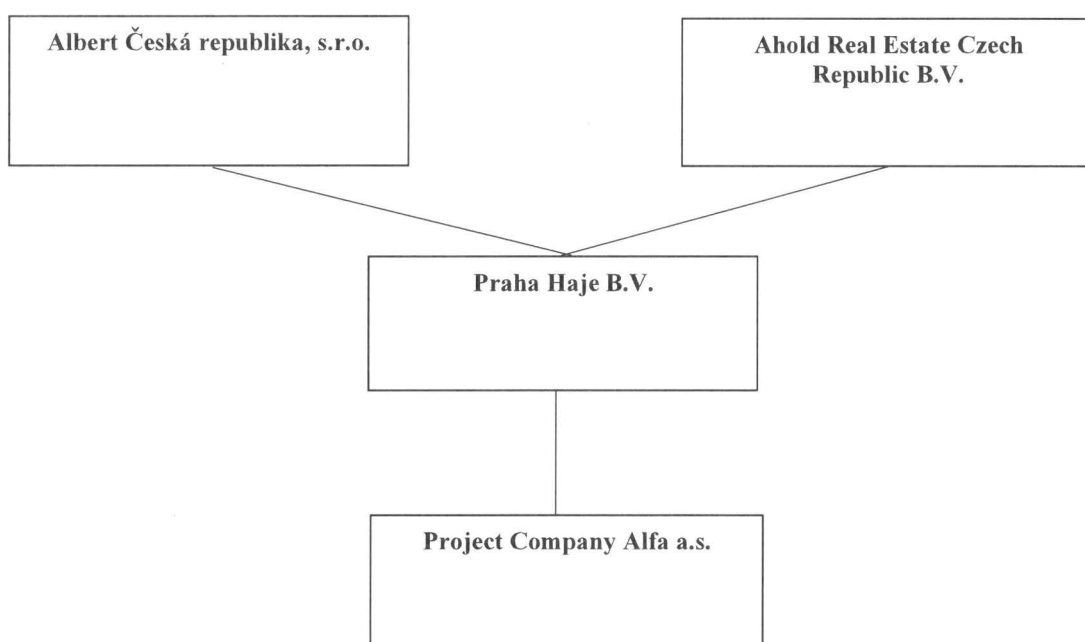 Albert Česká republika, s.r.o.
Ahold Real Estate Czech
Republic B.V.
Praha Haje B.V.
Project Company Alfa a.s.